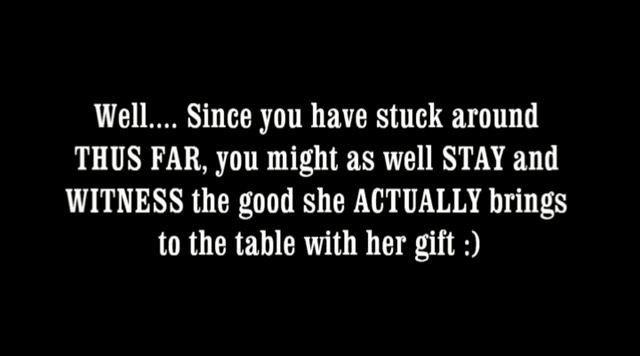 Well.... Since you have stuck around
THUS FAR, you might as well STAY and
WITNESS the good she ACTUALLY brings
to the table with her gift :)